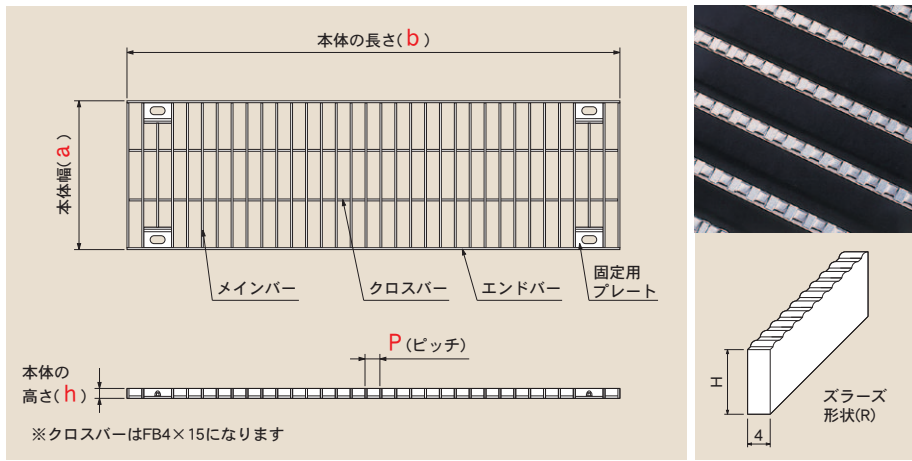 本体の長さ(b)
本体幅(a)
メインバー
クロスバー
エンドバー
固定用
プレート
P(ピッチ)
本体の
高さ(h)
※クロスバーはFB4×15になります
H
4
ズラーズ
形状(R)